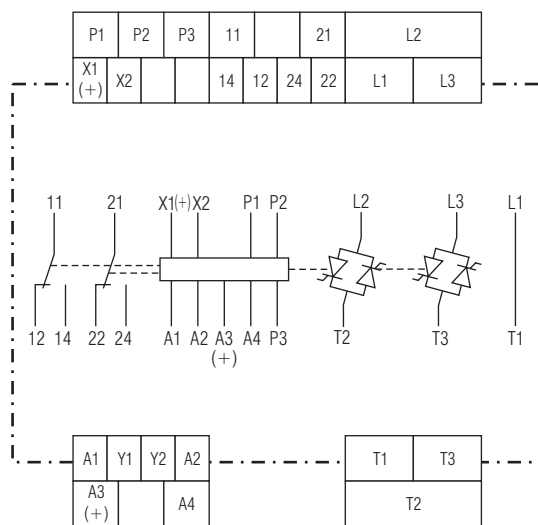 P1 P2 P3 11 21 L2
X1 (+) X2 14 12 24 22 L1 L3
11 21 X1(+) X2 P1 P2 L2 L3 L1
12 14 22 24 A1 A2 A3 (+) A4 P3 T2 T3 T1
A1 Y1 Y2 A2 T1 T3
A3 (+) A4 T2